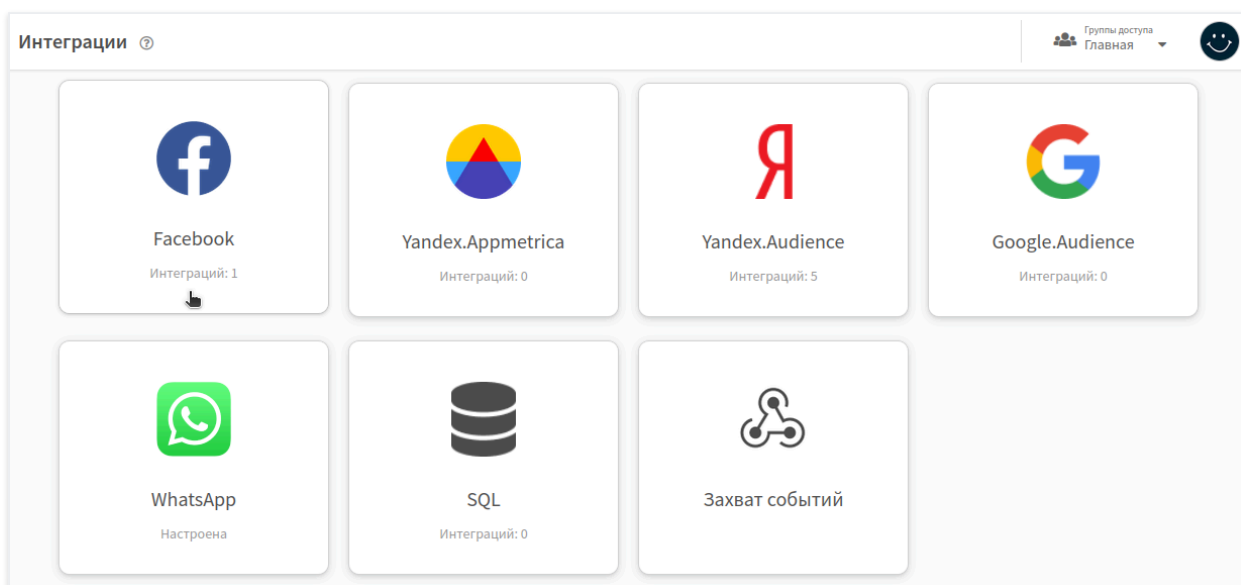 Интеграции
Группы доступа
Главная
Facebook
Интеграций: 1
Yandex.Appmetrica
Интеграций: 0
Я
Yandex.Audience
Интеграций: 5
Google.Audience
Интеграций: 0
WhatsApp
Настроена
SQL
Интеграций: 0
Захват событий